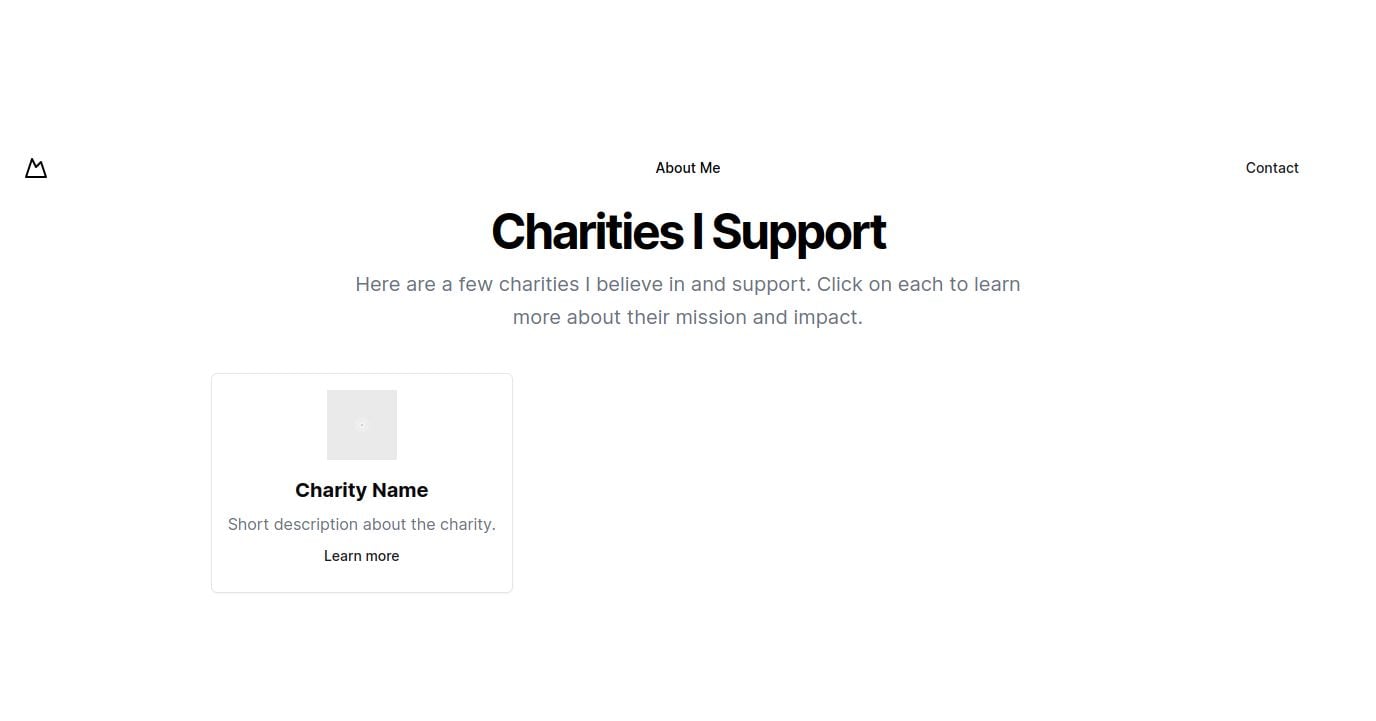 About Me
Contact
Charities I Support
Here are a few charities I believe in and support. Click on each to learn
more about their mission and impact.
Charity Name
Short description about the charity.
Learn more